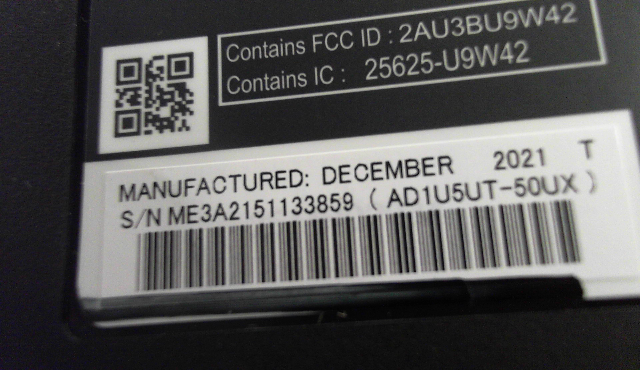 Contains FCC ID : 2AU3BU9W42
Contains IC : 25625-U9W42
MANUFACTURED: DECEMBER 2021 T
S/N ME3A2151133859 ( AD1U5UT-50UX )